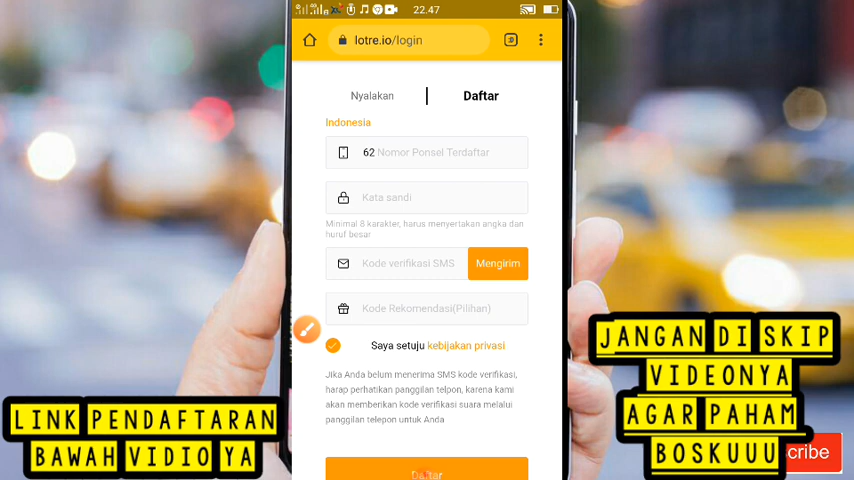 22.47
lotre.io/login
Nyalakan
Daftar
Indonesia
62 Nomor Ponsel Terdaftar
Kata sandi
Minimal 8 karakter, harus menyertakan angka dan
huruf besar
Kode verifikasi SMS
Mengirim
Kode Rekomendasi(Pilihan)
Saya setuju kebijakan privasi
Jika Anda belum menerima SMS kode verifikasi,
harap perhatikan panggilan telpon, karena kami
akan memberikan kode verifikasi suara melalui
panggilan telepon untuk Anda
Daftar
LINK PENDAFTARAN
BAWAH VIDIO YA
JANGAN DI SKIP
VIDEONYA
AGAR PAHAM
BOSKUUU
cribe